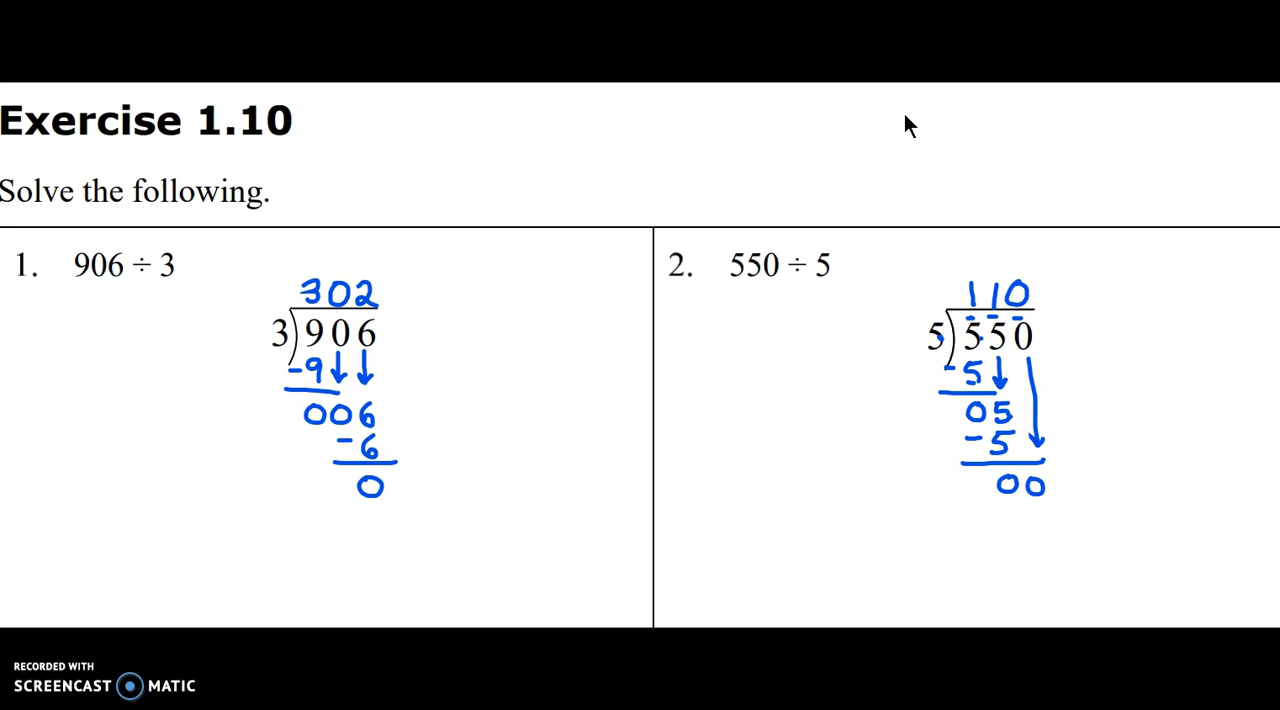 Exercise 1.10
Solve the following.
1. 906 ÷ 3
302
3)906
-9
006
-6
0
2. 550 ÷ 5
110
5)550
-5
05
-5
00
RECORDED WITH
SCREENCAST MATIC